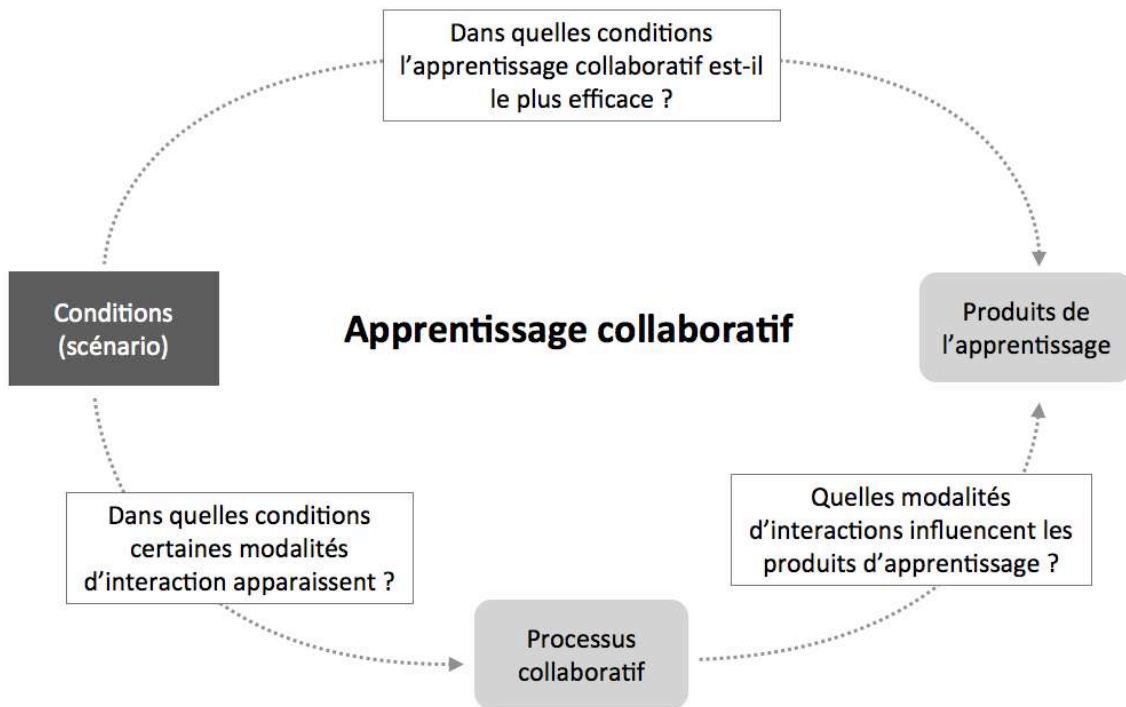 Dans quelles conditions
l’apprentissage collaboratif est-il
le plus efficace ?
Conditions
(scénario)
Apprentissage collaboratif
Produits de
l’apprentissage
Dans quelles conditions
certaines modalités
d’interaction apparaissent ?
Quelles modalités
d’interactions influencent les
produits d’apprentissage ?
Processus
collaboratif